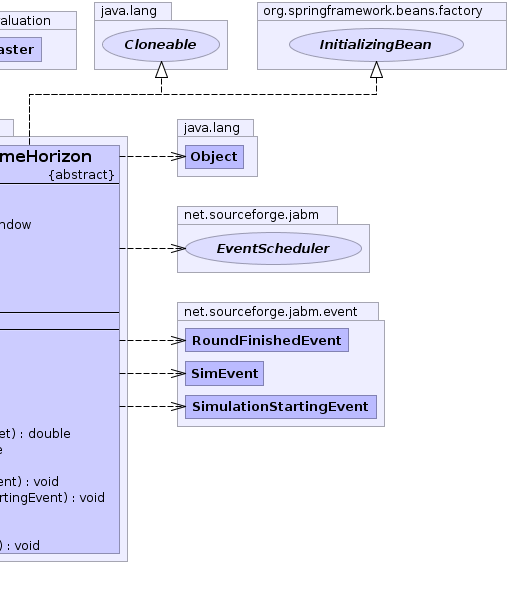 aluation
aster
java.lang
Cloneable
org.springframework.beans.factory
InitializingBean
meHorizon
{abstract}
ndow
et) : double
e
ent) : void
rtingEvent) : void
) : void
java.lang
Object
net.sourceforge.jabm
EventScheduler
net.sourceforge.jabm.event
RoundFinishedEvent
SimEvent
SimulationStartingEvent